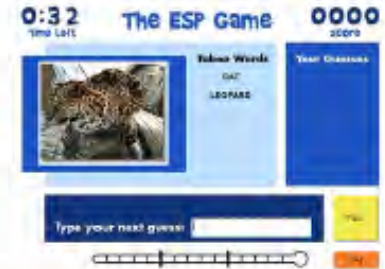 0:32
time left
The ESP Game
0000
score
Taboo Words
CAT
LEOPARD
Your Guesses
Type your next guess: